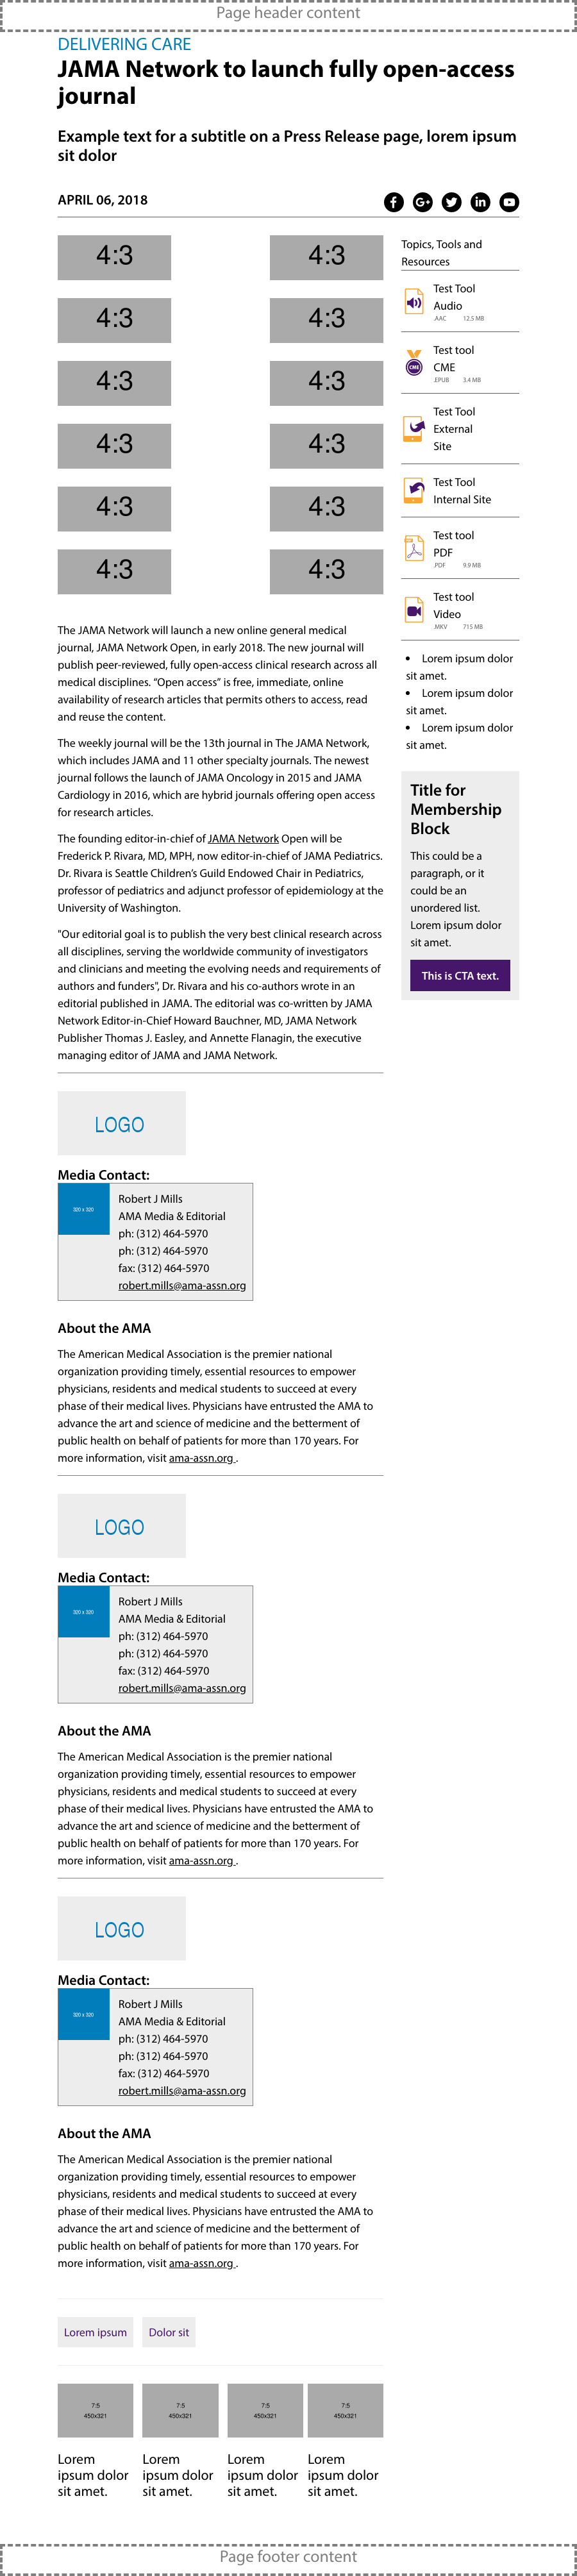 Page header content
DELIVERING CARE
JAMA Network to launch fully open-access
journal
Example text for a subtitle on a Press Release page, lorem ipsum
sit dolor
APRIL 06, 2018
4:3
4:3
4:3
4:3
4:3
4:3
4:3
4:3
4:3
4:3
4:3
4:3
The JAMA Network will launch a new online general medical
journal, JAMA Network Open, in early 2018. The new journal will
publish peer-reviewed, fully open-access clinical research across all
medical disciplines. “Open access” is free, immediate, online
availability of research articles that permits others to access, read
and reuse the content.
The weekly journal will be the 13th journal in The JAMA Network,
which includes JAMA and 11 other specialty journals. The newest
journal follows the launch of JAMA Oncology in 2015 and JAMA
Cardiology in 2016, which are hybrid journals offering open access
for research articles.
The founding editor-in-chief of JAMA Network Open will be
Frederick P. Rivara, MD, MPH, now editor-in-chief of JAMA Pediatrics.
Dr. Rivara is Seattle Children’s Guild Endowed Chair in Pediatrics,
professor of pediatrics and adjunct professor of epidemiology at the
University of Washington.
"Our editorial goal is to publish the very best clinical research across
all disciplines, serving the worldwide community of investigators
and clinicians and meeting the evolving needs and requirements of
authors and funders", Dr. Rivara and his co-authors wrote in an
editorial published in JAMA. The editorial was co-written by JAMA
Network Editor-in-Chief Howard Bauchner, MD, JAMA Network
Publisher Thomas J. Easley, and Annette Flanagin, the executive
managing editor of JAMA and JAMA Network.
LOGO
Media Contact:
320 x 320
Robert J Mills
AMA Media & Editorial
ph: (312) 464-5970
ph: (312) 464-5970
fax: (312) 464-5970
robert.mills@ama-assn.org
About the AMA
The American Medical Association is the premier national
organization providing timely, essential resources to empower
physicians, residents and medical students to succeed at every
phase of their medical lives. Physicians have entrusted the AMA to
advance the art and science of medicine and the betterment of
public health on behalf of patients for more than 170 years. For
more information, visit ama-assn.org .
LOGO
Media Contact:
320 x 320
Robert J Mills
AMA Media & Editorial
ph: (312) 464-5970
ph: (312) 464-5970
fax: (312) 464-5970
robert.mills@ama-assn.org
About the AMA
The American Medical Association is the premier national
organization providing timely, essential resources to empower
physicians, residents and medical students to succeed at every
phase of their medical lives. Physicians have entrusted the AMA to
advance the art and science of medicine and the betterment of
public health on behalf of patients for more than 170 years. For
more information, visit ama-assn.org .
LOGO
Media Contact:
320 x 320
Robert J Mills
AMA Media & Editorial
ph: (312) 464-5970
ph: (312) 464-5970
fax: (312) 464-5970
robert.mills@ama-assn.org
About the AMA
The American Medical Association is the premier national
organization providing timely, essential resources to empower
physicians, residents and medical students to succeed at every
phase of their medical lives. Physicians have entrusted the AMA to
advance the art and science of medicine and the betterment of
public health on behalf of patients for more than 170 years. For
more information, visit ama-assn.org .
Lorem ipsum
Dolor sit
7:5
450x321
Lorem
ipsum dolor
sit amet.
7:5
450x321
Lorem
ipsum dolor
sit amet.
7:5
450x321
Lorem
ipsum dolor
sit amet.
7:5
450x321
Lorem
ipsum dolor
sit amet.
Topics, Tools and
Resources
Test Tool
Audio
.AAC 12.5 MB
CME
Test tool
CME
.EPUB 3.4 MB
Test Tool
External
Site
Test Tool
Internal Site
Test tool
PDF
.PDF 9.9 MB
Test tool
Video
.MKV 715 MB
• Lorem ipsum dolor
sit amet.
• Lorem ipsum dolor
sit amet.
• Lorem ipsum dolor
sit amet.
Title for
Membership
Block
This could be a
paragraph, or it
could be an
unordered list.
Lorem ipsum dolor
sit amet.
This is CTA text.
Page footer content